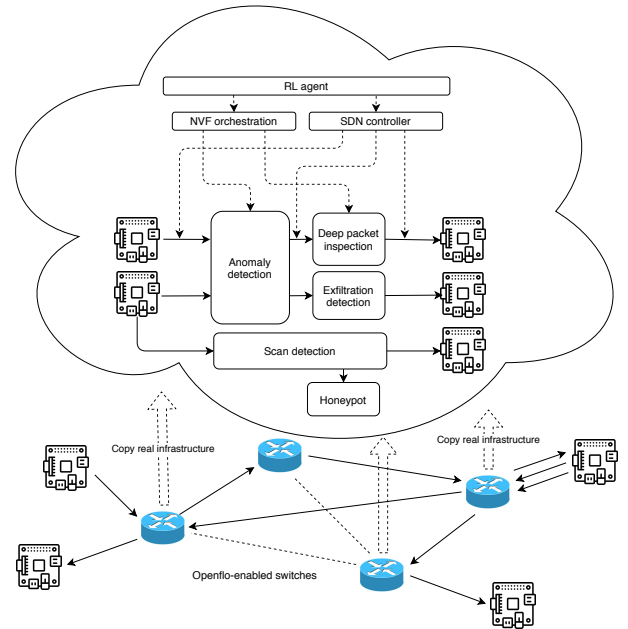 RL agent
NVF orchestration
SDN controller
Anomaly
detection
Deep packet
inspection
Exfiltration
detection
Scan detection
Honeypot
Copy real infrastructure
Copy real infrastructure
Openflo-enabled switches